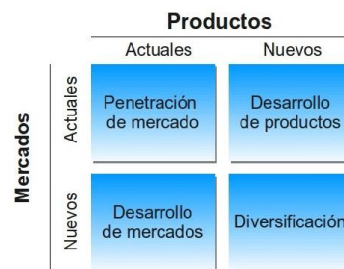 Productos
Actuales
Nuevos
Mercados
Actuales
Penetración
de mercado
Desarrollo
de productos
Nuevos
Desarrollo
de mercados
Diversificación